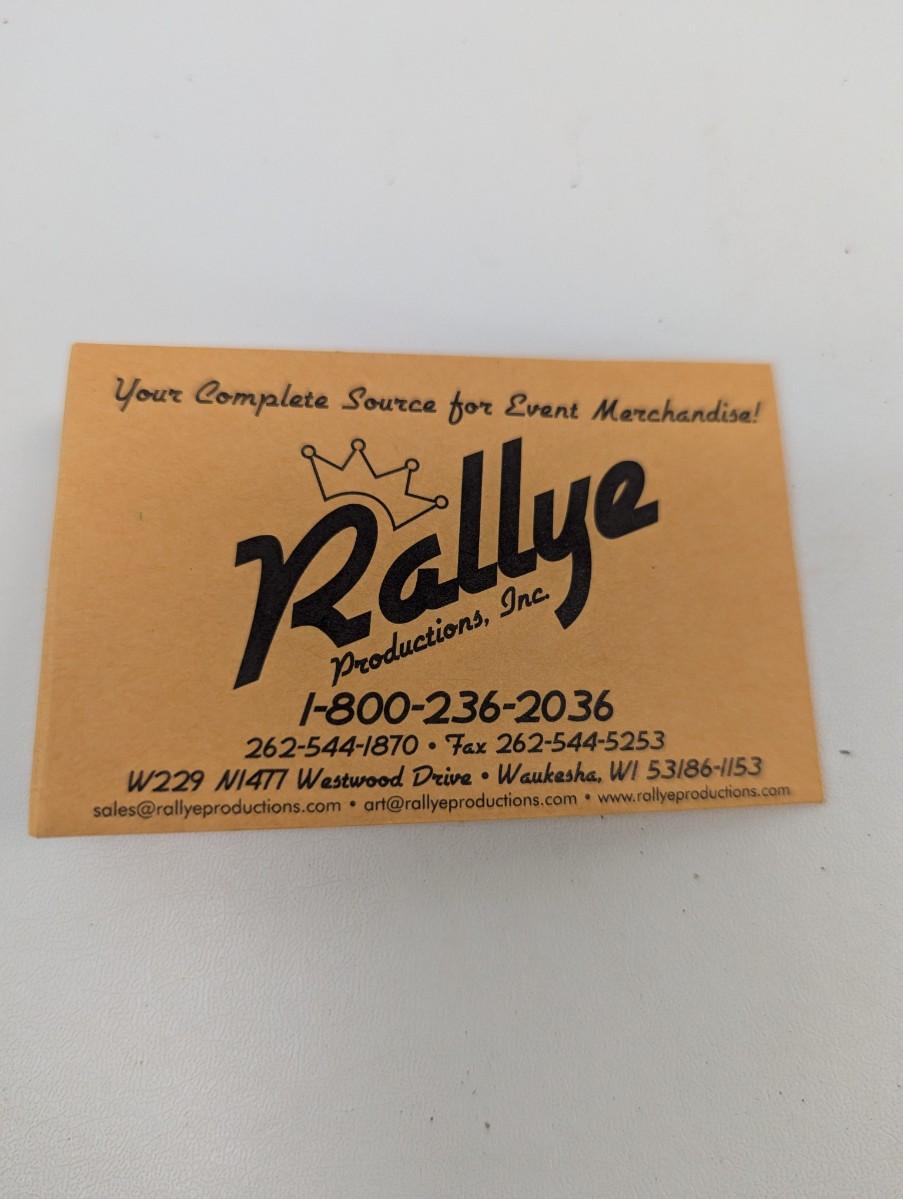 Your Complete Source for Event Merchandise!
Rallye
Productions, Inc.
1-800-236-2036
262-544-1870 • Fax 262-544-5253
W229 N1477 Westwood Drive • Waukesha, WI 53186-1153
sales@rallyeproductions.com • art@rallyeproductions.com • www.rallyeproductions.com